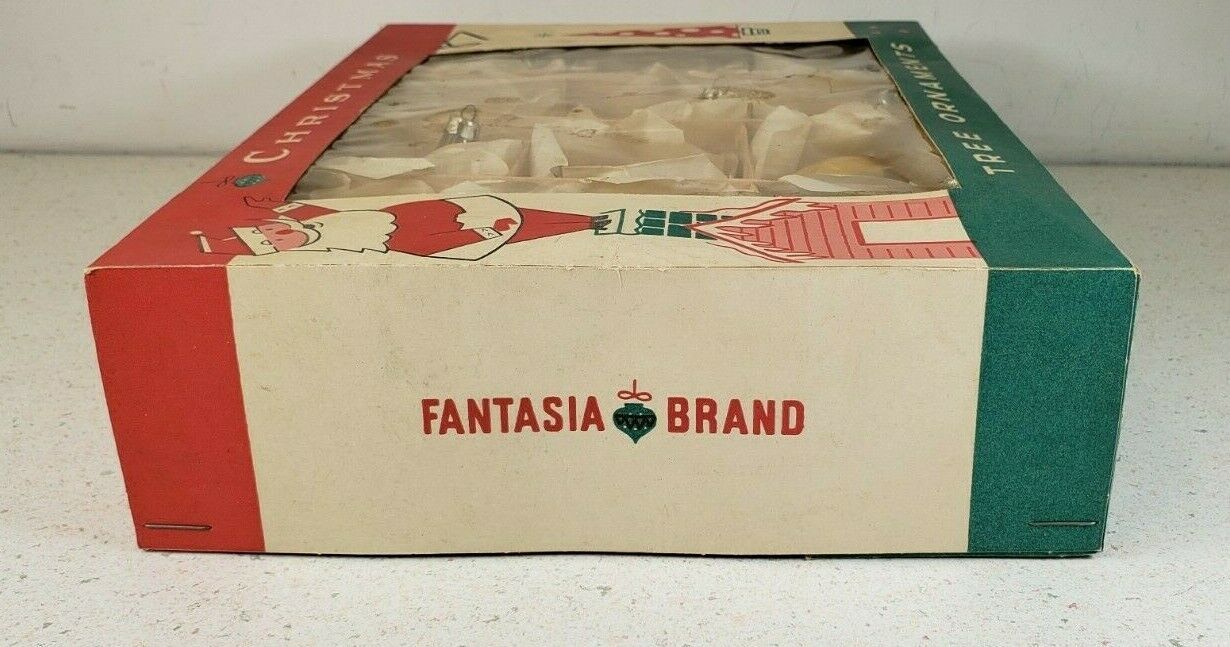 CHRISTMAS
TREE ORNAMENTS
FANTASIA BRAND